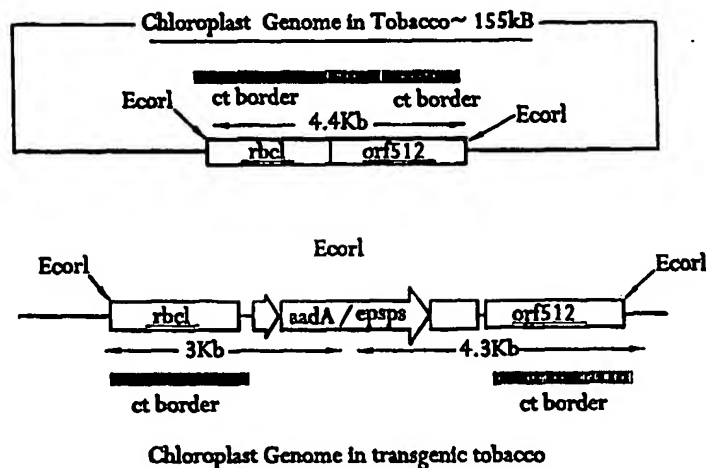 Chloroplast Genome in Tobacco~ 155kB
ct border ct border
Ecorl Ecorl
4.4Kb
rbcl orf512
Ecorl
Ecorl Ecorl
rbcl aadA / epsps orf512
3Kb 4.3Kb
ct border ct border
Chloroplast Genome in transgenic tobacco